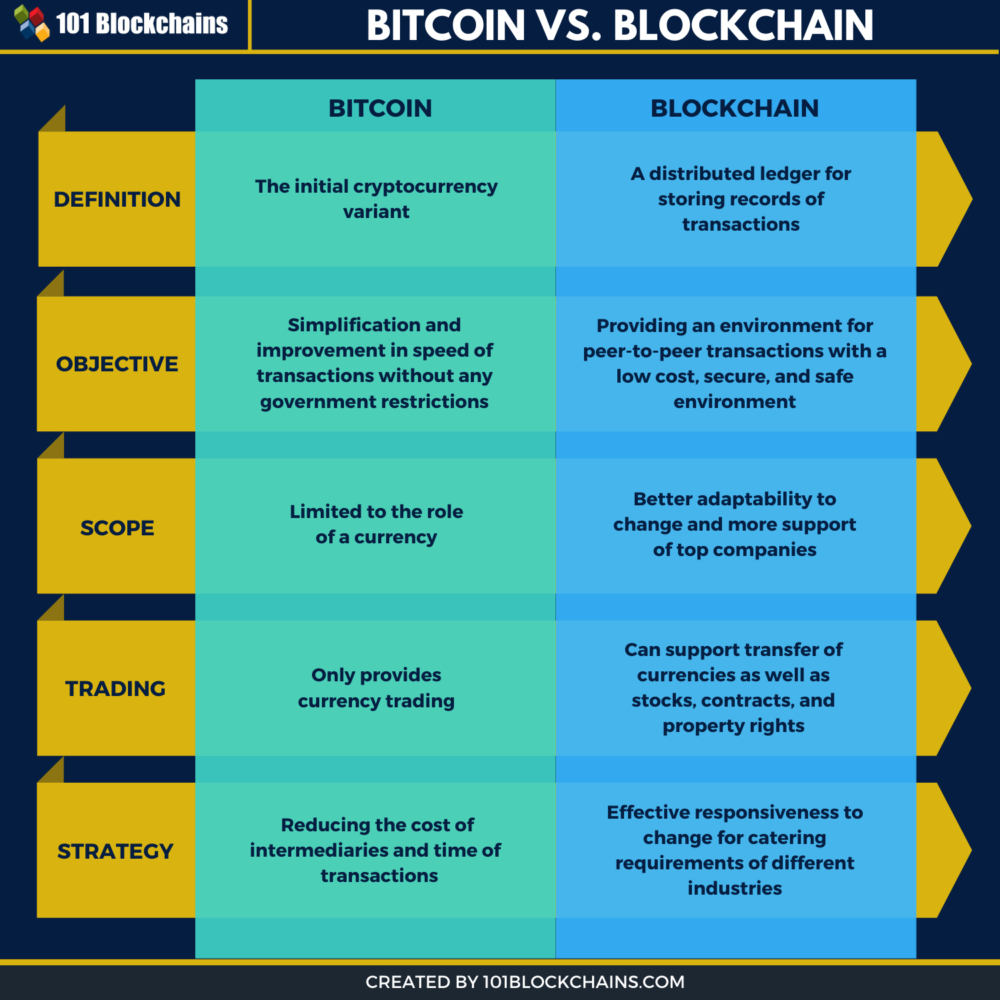 101 Blockchains
BITCOIN VS. BLOCKCHAIN
BITCOIN
BLOCKCHAIN
DEFINITION
The initial cryptocurrency
variant
A distributed ledger for
storing records of
transactions
OBJECTIVE
Simplification and
improvement in speed of
transactions without any
government restrictions
Providing an environment for
peer-to-peer transactions with a
low cost, secure, and safe
environment
SCOPE
Limited to the role
of a currency
Better adaptability to
change and more support
of top companies
TRADING
Only provides
currency trading
Can support transfer of
currencies as well as
stocks, contracts, and
property rights
STRATEGY
Reducing the cost of
intermediaries and time of
transactions
Effective responsiveness to
change for catering
requirements of different
industries
CREATED BY 101BLOCKCHAINS.COM